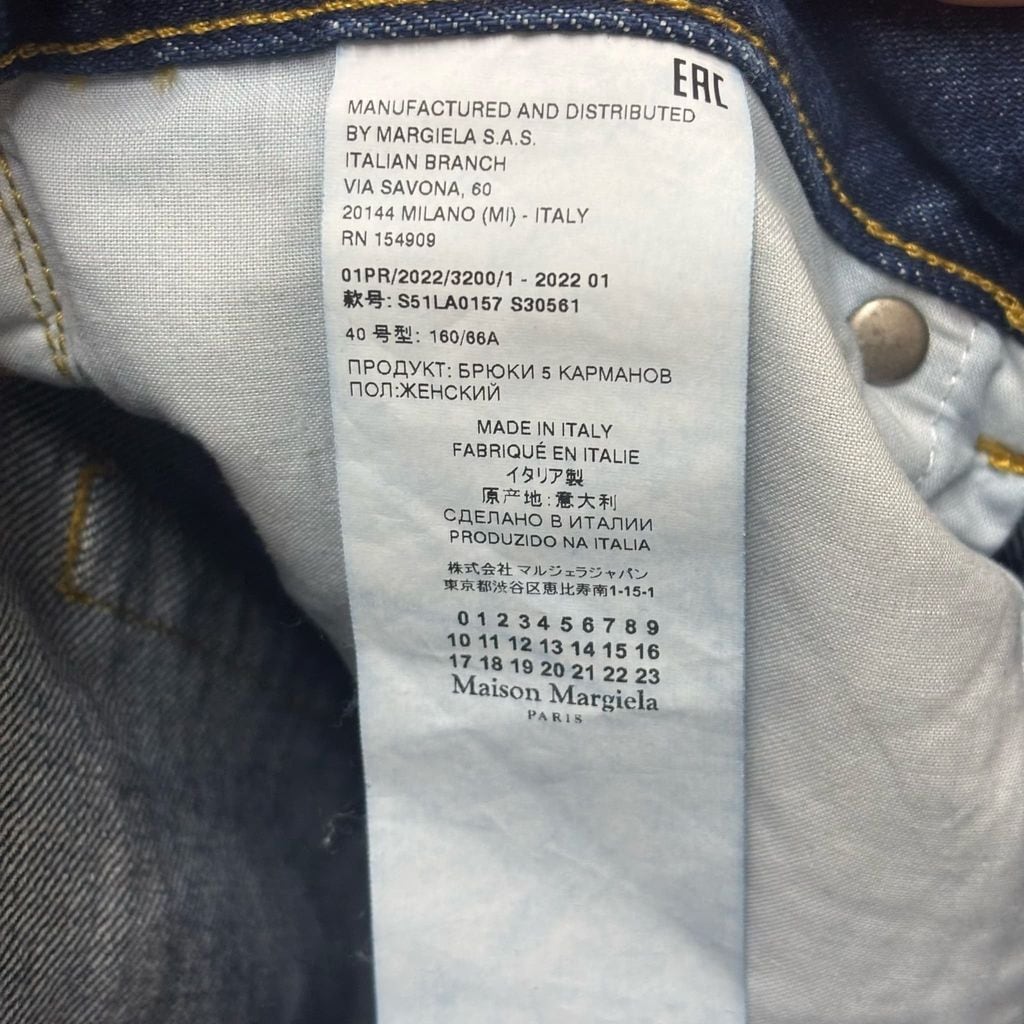 EAC
MANUFACTURED AND DISTRIBUTED
BY MARGIELA S.A.S.
ITALIAN BRANCH
VIA SAVONA, 60
20144 MILANO (MI) - ITALY
RN 154909
01PR/2022/3200/1 - 2022 01
款号: S51LA0157 S30561
40 号型: 160/66A
ПРОДУКТ: БРЮКИ 5 КАРМАНОВ
ПОЛ:ЖЕНСКИЙ
MADE IN ITALY
FABRIQUÉ EN ITALIE
イタリア製
原产地:意大利
СДЕЛАНО В ИТАЛИИ
PRODUZIDO NA ITALIA
株式会社 マルジェラジャパン
東京都渋谷区恵比寿南1-15-1
0 1 2 3 4 5 6 7 8 9
10 11 12 13 14 15 16
17 18 19 20 21 22 23
Maison Margiela
PARIS